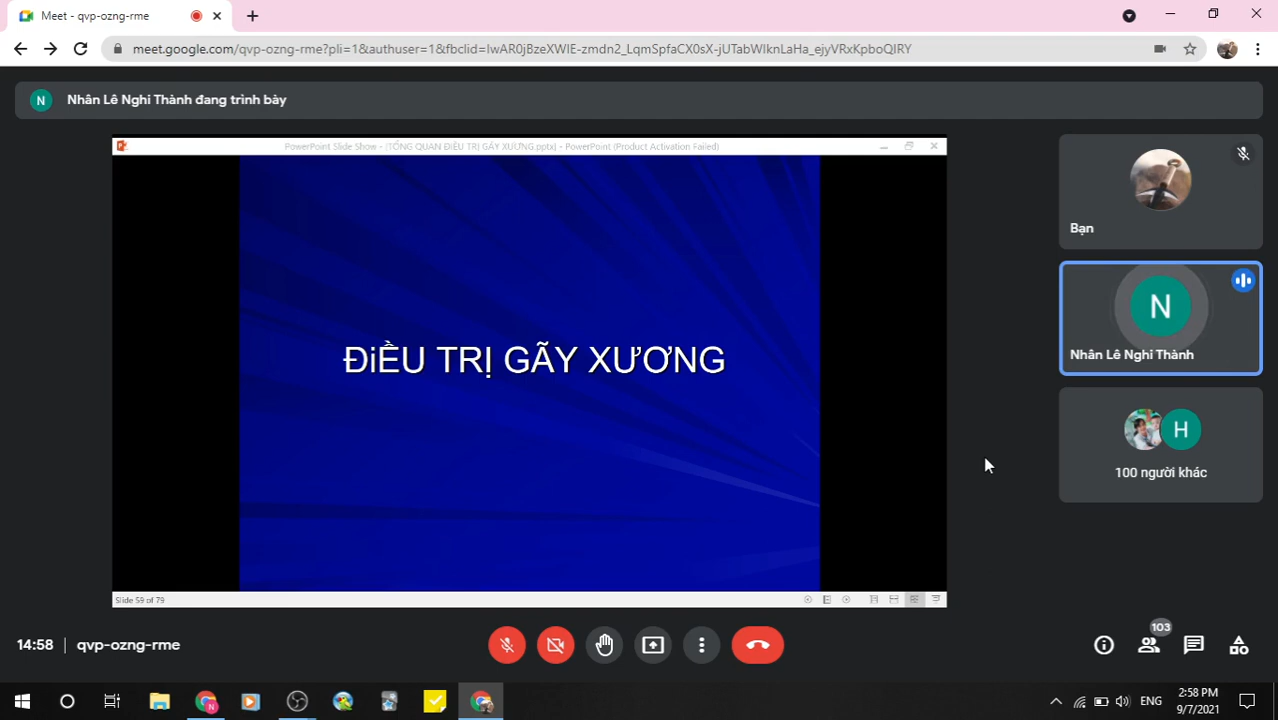 Meet - qvp-ozng-rme
meet.google.com/qvp-ozng-rme?pli=1&authuser=1&fbclid=IwAR0jBzeXWIE-zmdn2_LqmSpfaCX0sX-jUTabWIknLaHa_ejyVRxKpboQIRY
N
Nhân Lê Nghi Thành đang trình bày
PowerPoint Slide Show - (TỔNG QUAN ĐIỀU TRỊ GÃY XƯƠNG.pptx) - PowerPoint (Product Activation Failed)
ĐiỀU TRỊ GÃY XƯƠNG
Slide 59 of 79
Bạn
N
Nhân Lê Nghi Thành
H
100 người khác
14:58 | qvp-ozng-rme
103
N
ENG
2:58 PM
9/7/2021